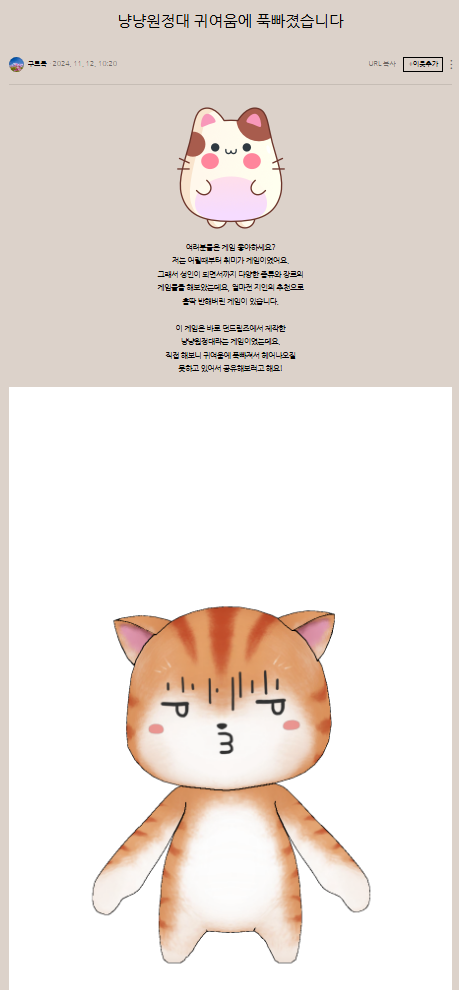 냥냥원정대 귀여움에 푹빠졌습니다
구르특 2024. 11. 12. 10:20
URL 복사 +이웃추가
여러분들은 게임 좋아하세요?
저는 어릴때부터 취미가 게임이였어요.
그래서 성인이 되면서까지 다양한 종류와 장르의
게임들을 해보았는데요, 얼마전 지인의 추천으로
홀딱 반해버린 게임이 있습니다.
이 게임은 바로 던드림즈에서 제작한
냥냥원정대라는 게임이였는데요,
직접 해보니 귀여움에 푹빠져서 헤어나오질
못하고 있어서 공유해보려고 해요!